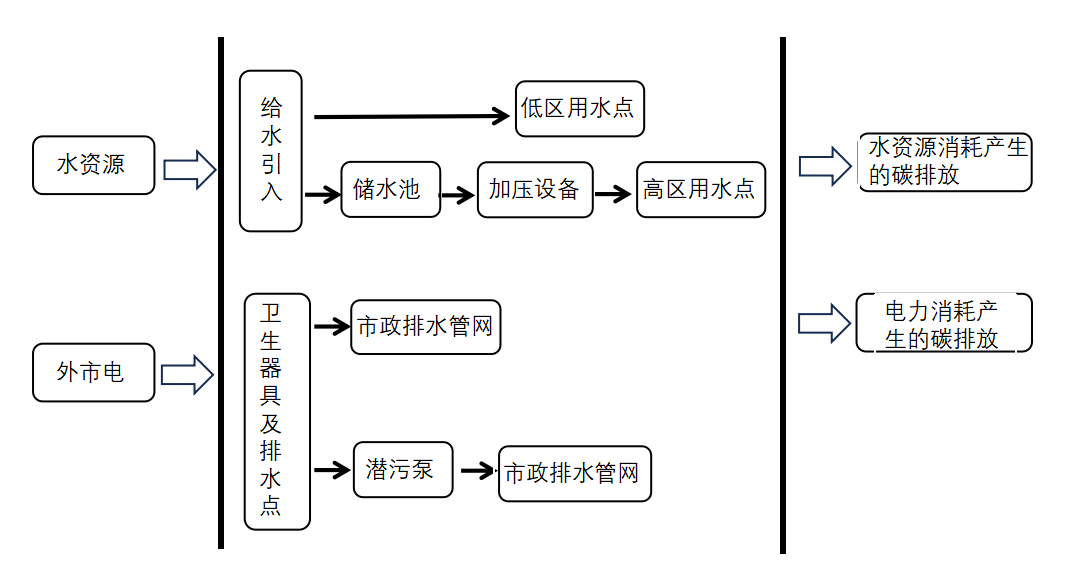 水资源
外市电
给水引入
低区用水点
储水池
加压设备
高区用水点
卫生器具及排水点
市政排水管网
潜污泵
市政排水管网
水资源消耗产生
的碳排放
电力消耗产
生的碳排放